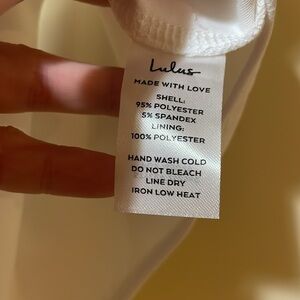 Lulus
MADE WITH LOVE
SHELL:
95% POLYESTER
5% SPANDEX
LINING:
100% POLYESTER
HAND WASH COLD
DO NOT BLEACH
LINE DRY
IRON LOW HEAT